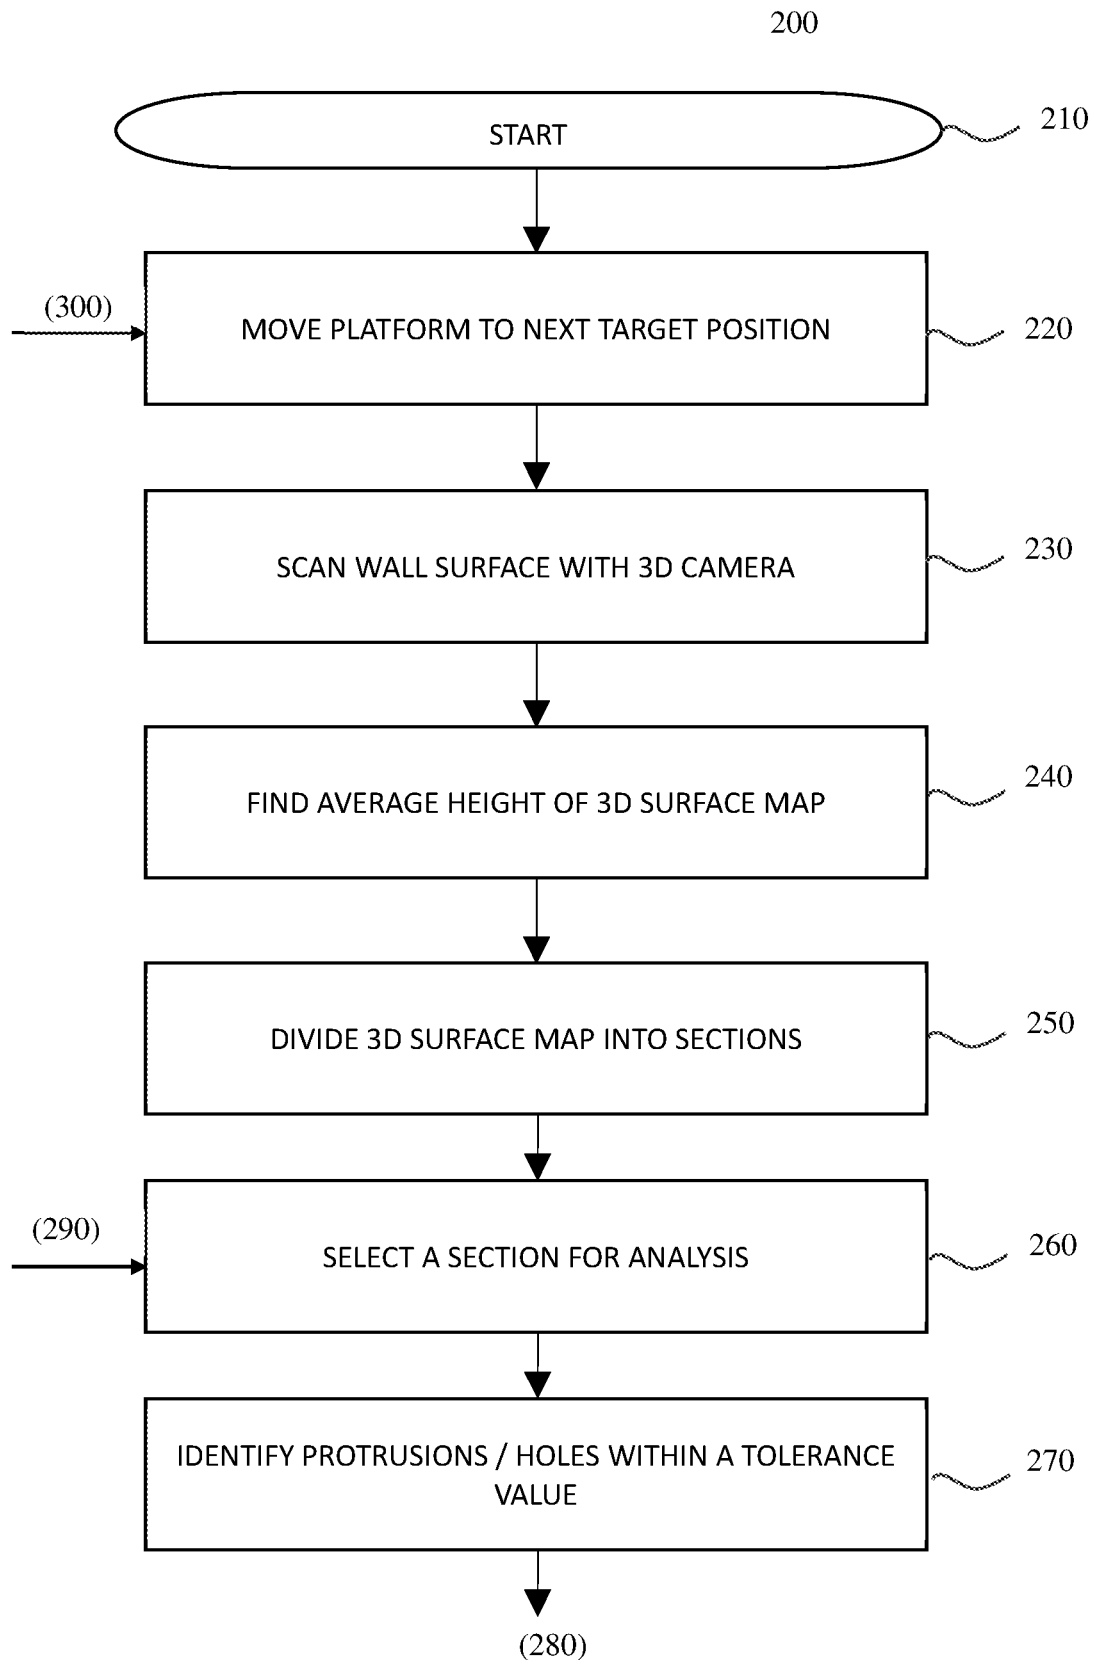 200
START
210
(300)
MOVE PLATFORM TO NEXT TARGET POSITION
220
SCAN WALL SURFACE WITH 3D CAMERA
230
FIND AVERAGE HEIGHT OF 3D SURFACE MAP
240
DIVIDE 3D SURFACE MAP INTO SECTIONS
250
(290)
SELECT A SECTION FOR ANALYSIS
260
IDENTIFY PROTRUSIONS / HOLES WITHIN A TOLERANCE
VALUE
270
(280)